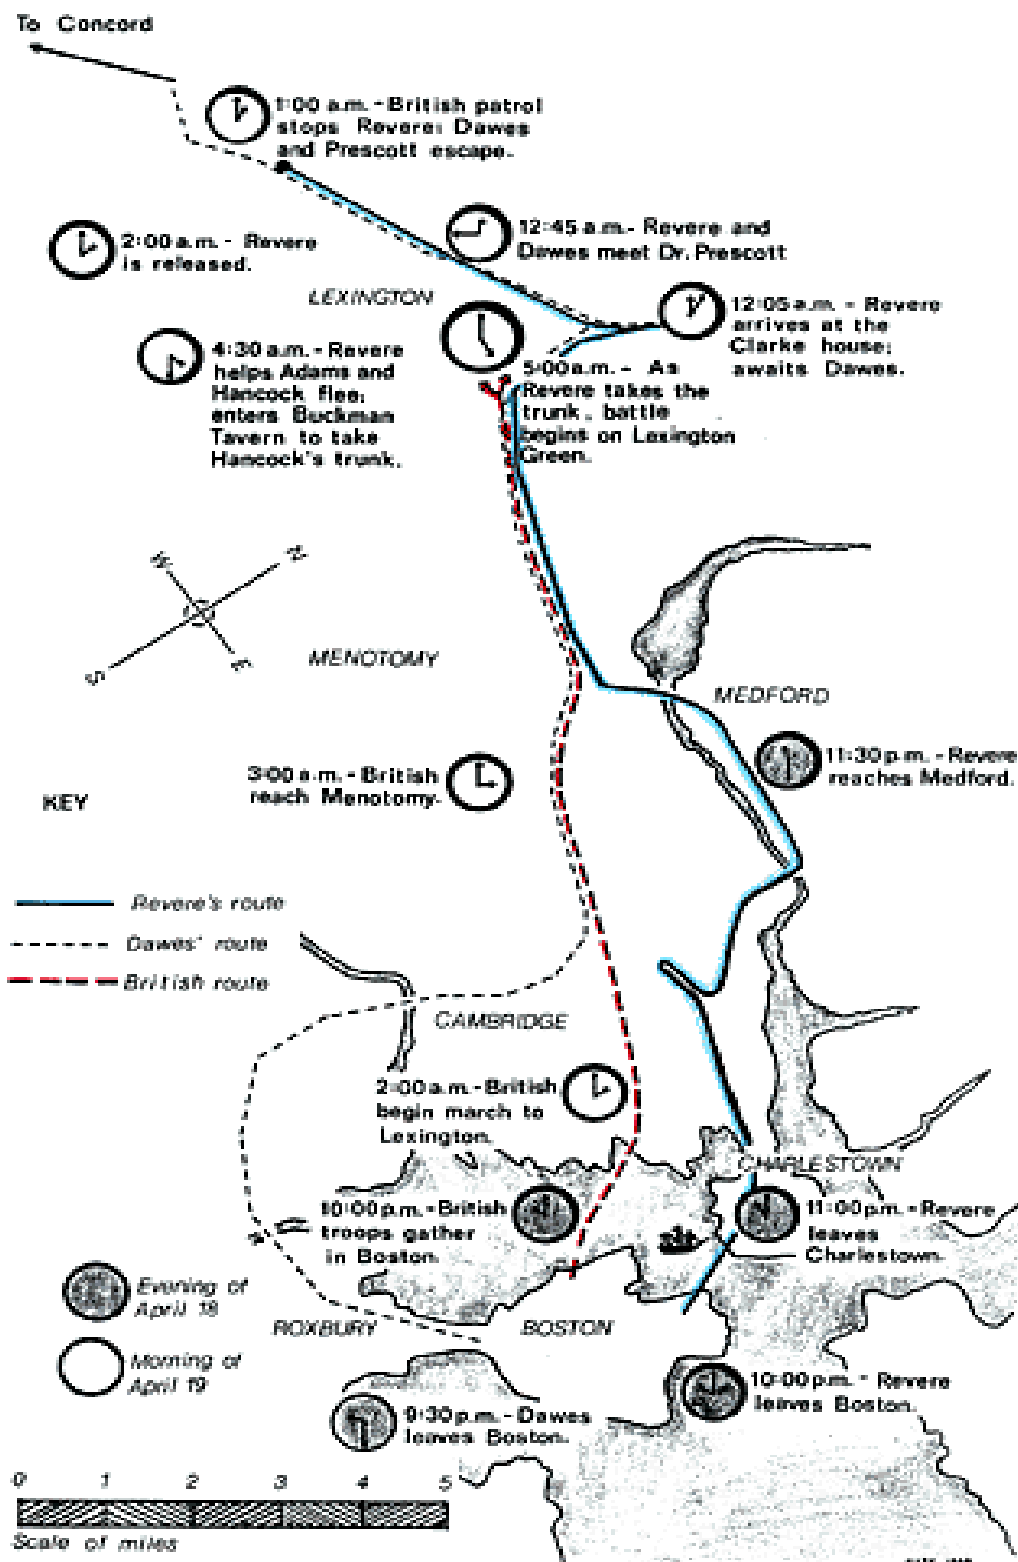 To Concord
1:00 a.m. - British patrol
stops Revere; Dawes
and Prescott escape.
12:45 a.m. - Revere and
Dawes meet Dr. Prescott
2:00 a.m. - Revere
is released.
LEXINGTON
12:05 a.m. - Revere
arrives at the
Clarke house;
awaits Dawes.
4:30 a.m. - Revere
helps Adams and
Hancock flee;
enters Buckman
Tavern to take
Hancock's trunk.
5:00 a.m. - As
Revere takes the
trunk, battle
begins on Lexington
Green.
W
N
S
E
MENOTOMY
MEDFORD
11:30 p.m. - Revere
reaches Medford.
3:00 a.m. - British
reach Menotomy.
KEY
Revere's route
Dawes' route
British route
CAMBRIDGE
2:00 a.m. - British
begin march to
Lexington.
CHARLESTOWN
10:00 p.m. - British
troops gather
in Boston.
11:00 p.m. - Revere
leaves
Charlestown.
Evening of
April 18
Morning of
April 19
ROXBURY
BOSTON
10:00 p.m. - Revere
leaves Boston.
9:30 p.m. - Dawes
leaves Boston.
0 1 2 3 4 5
Scale of miles